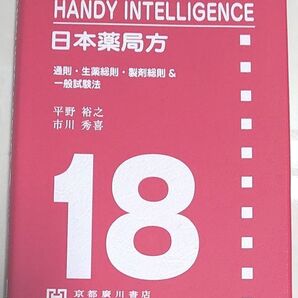 HANDY INTELLIGENCE
日本薬局方
通則・生薬総則・製剤総則 &
一般試験法
平野 裕之
市川 秀喜
18
京都廣川書店